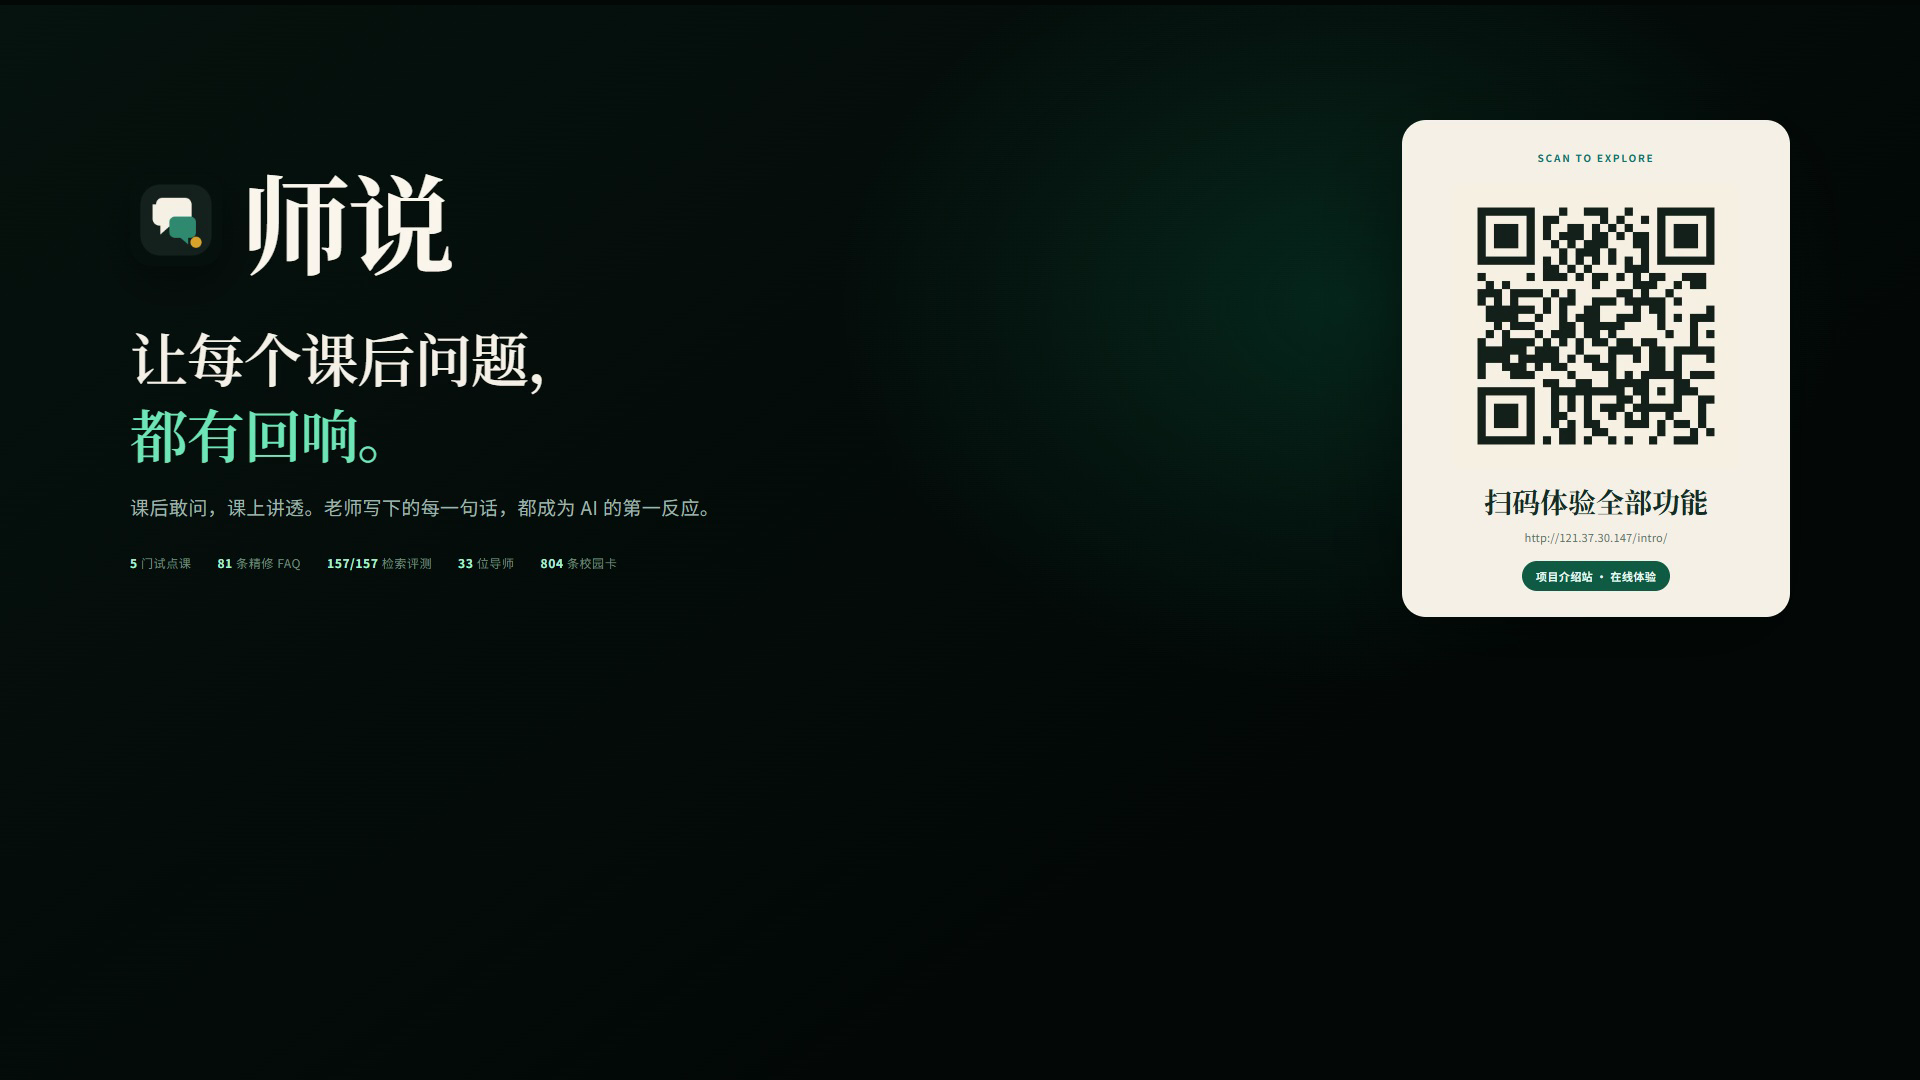 师说
让每个课后问题，
都有回响。
课后敢问，课上讲透。老师写下的每一句话，都成为 AI 的第一反应。
5 门试点课 81 条精修 FAQ 157/157 检索评测 33 位导师 804 条校园卡
SCAN TO EXPLORE
扫码体验全部功能
http://121.37.30.147/intro/
项目介绍站 · 在线体验